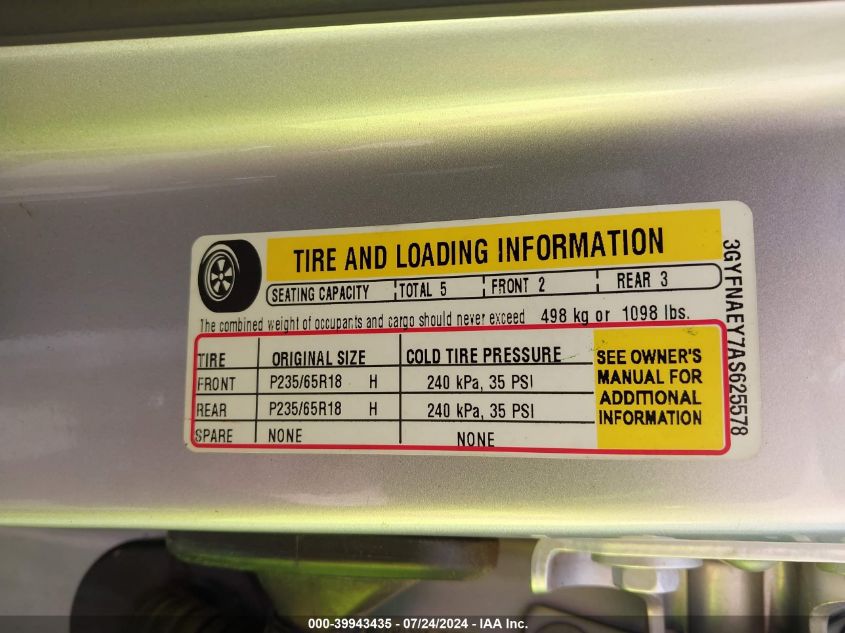 TIRE AND LOADING INFORMATION
SEATING CAPACITY TOTAL 5 FRONT 2 REAR 3
The combined weight of occupants and cargo should never exceed 498 kg or 1098 lbs.
TIRE ORIGINAL SIZE COLD TIRE PRESSURE
FRONT P235/65R18 H 240 kPa, 35 PSI
REAR P235/65R18 H 240 kPa, 35 PSI
SPARE NONE NONE
SEE OWNER'S
MANUAL FOR
ADDITIONAL
INFORMATION
3GYFNAEY7AS625578
000-39943435 - 07/24/2024 - IAA Inc.